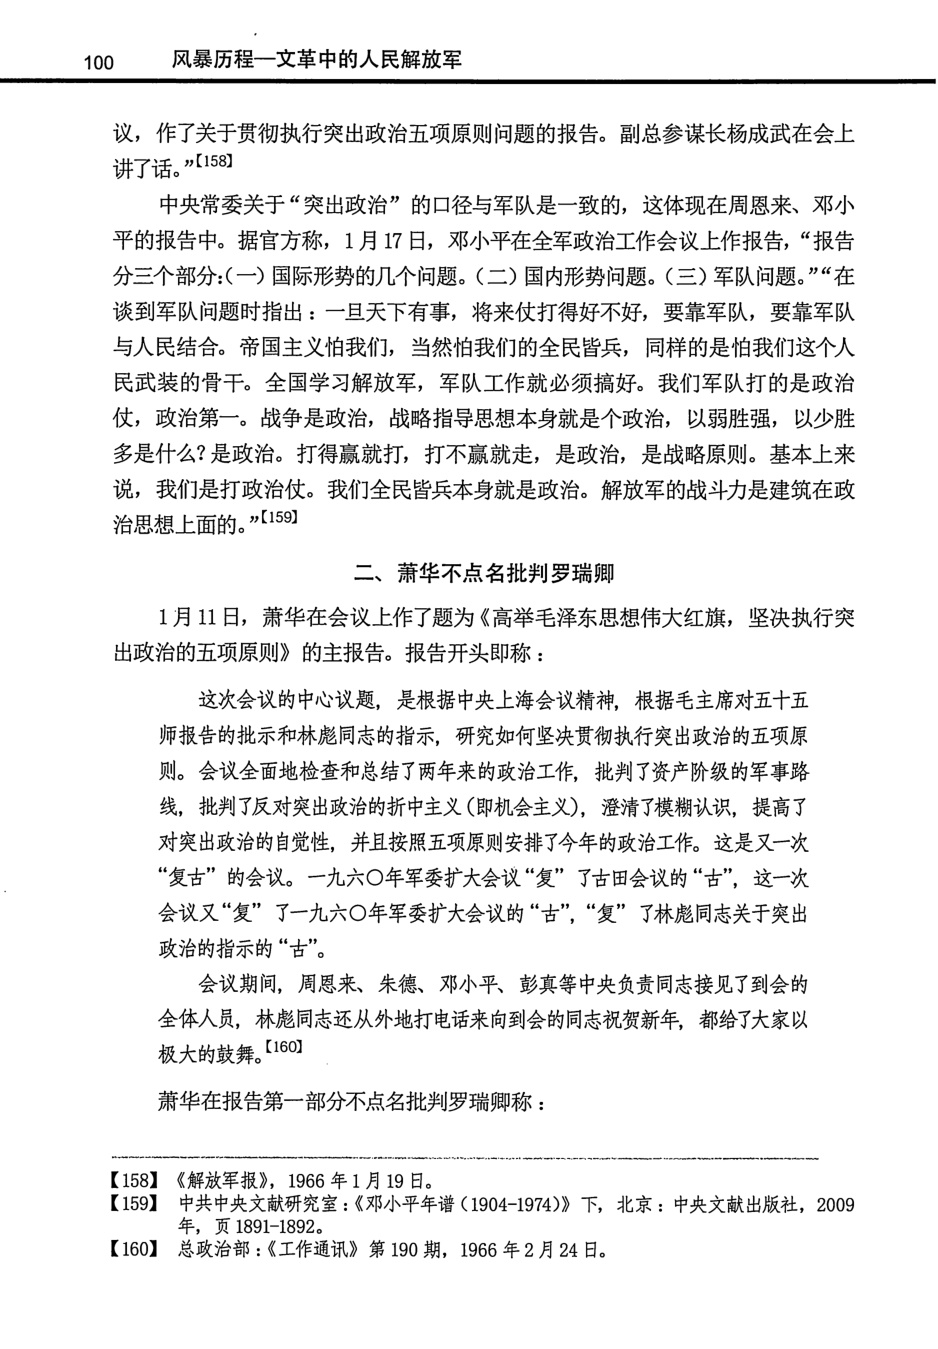 100 风暴历程—文革中的人民解放军
议，作了关于贯彻执行突出政治五项原则问题的报告。副总参谋长杨成武在会上
讲了话。”【158】
中央常委关于“突出政治”的口径与军队是一致的，这体现在周恩来、邓小
平的报告中。据官方称，1月17日，邓小平在全军政治工作会议上作报告，“报告
分三个部分:（一）国际形势的几个问题。（二）国内形势问题。（三）军队问题。”“在
谈到军队问题时指出：一旦天下有事，将来仗打得好不好，要靠军队，要靠军队
与人民结合。帝国主义怕我们，当然怕我们的全民皆兵，同样的是怕我们这个人
民武装的骨干。全国学习解放军，军队工作就必须搞好。我们军队打的是政治
仗，政治第一。战争是政治，战略指导思想本身就是个政治，以弱胜强，以少胜
多是什么？是政治。打得赢就打，打不赢就走，是政治，是战略原则。基本上来
说，我们是打政治仗。我们全民皆兵本身就是政治。解放军的战斗力是建筑在政
治思想上面的。”【159】
二、萧华不点名批判罗瑞卿
1月11日，萧华在会议上作了题为《高举毛泽东思想伟大红旗，坚决执行突
出政治的五项原则》的主报告。报告开头即称：
这次会议的中心议题，是根据中央上海会议精神，根据毛主席对五十五
师报告的批示和林彪同志的指示，研究如何坚决贯彻执行突出政治的五项原
则。会议全面地检查和总结了两年来的政治工作，批判了资产阶级的军事路
线，批判了反对突出政治的折中主义（即机会主义），澄清了模糊认识，提高了
对突出政治的自觉性，并且按照五项原则安排了今年的政治工作。这是又一次
“复古”的会议。一九六〇年军委扩大会议“复”了古田会议的“古”，这一次
会议又“复”了一九六〇年军委扩大会议的“古”，“复”了林彪同志关于突出
政治的指示的“古”。
会议期间，周恩来、朱德、邓小平、彭真等中央负责同志接见了到会的
全体人员，林彪同志还从外地打电话来向到会的同志祝贺新年，都给了大家以
极大的鼓舞。【160】
萧华在报告第一部分不点名批判罗瑞卿称：
【158】《解放军报》，1966年1月19日。
【159】 中共中央文献研究室：《邓小平年谱（1904-1974）》下，北京：中央文献出版社，2009
年，页1891-1892。
【160】 总政治部：《工作通讯》第190期，1966年2月24日。